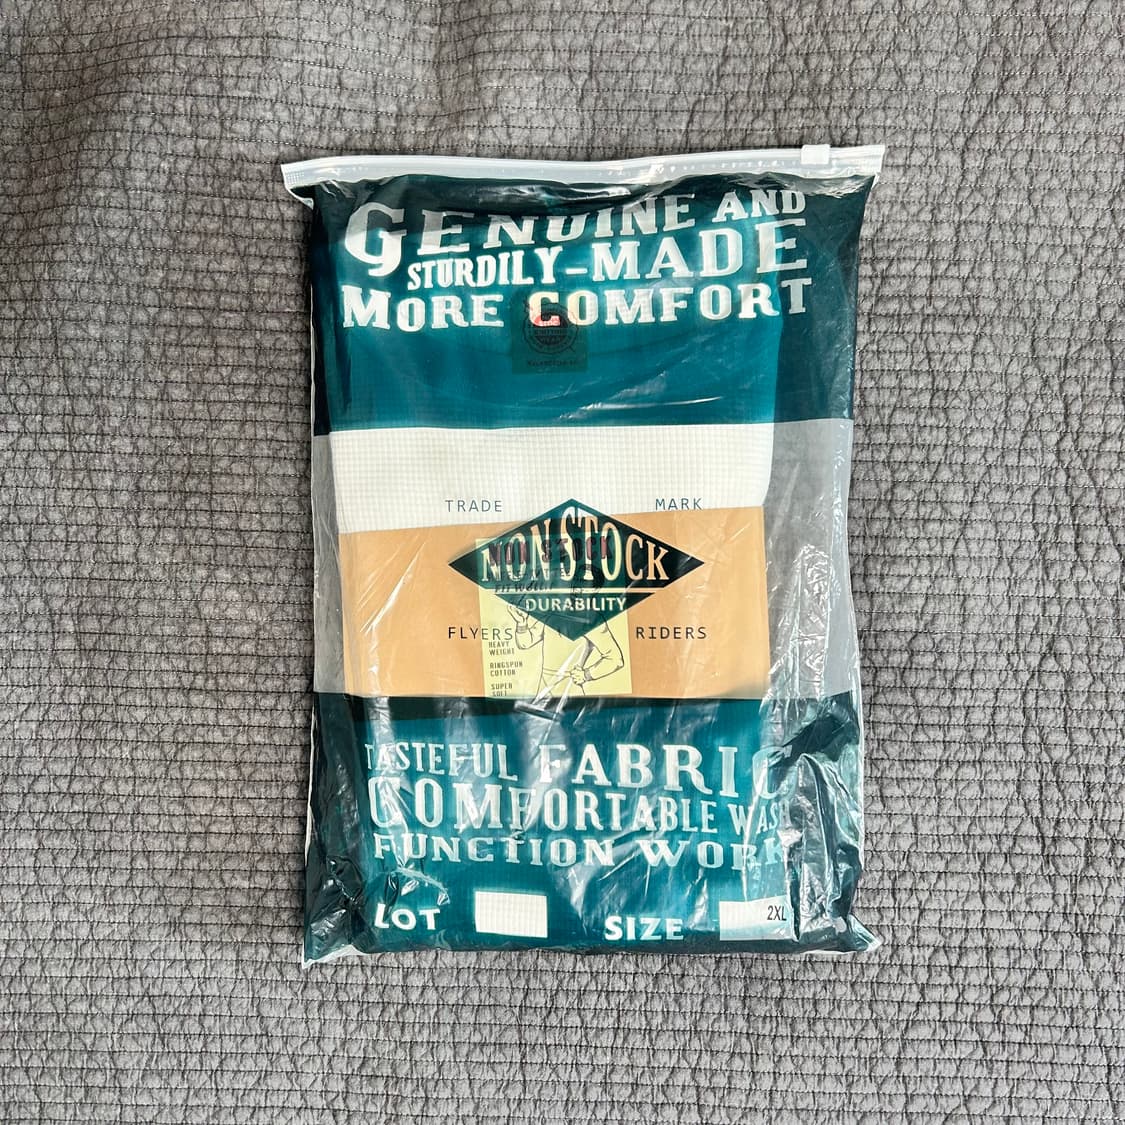 GENUINE AND
STURDILY-MADE
MORE COMFORT
TRADE MARK
NON STOCK
DURABILITY
FLYERS RIDERS
HEAVY
WEIGHT
RINGSPUN
COTTON
SUPER
SOFT
TASTEFUL FABRIC
COMFORTABLE WAS
FUNCTION WORK
LOT SIZE 2XL